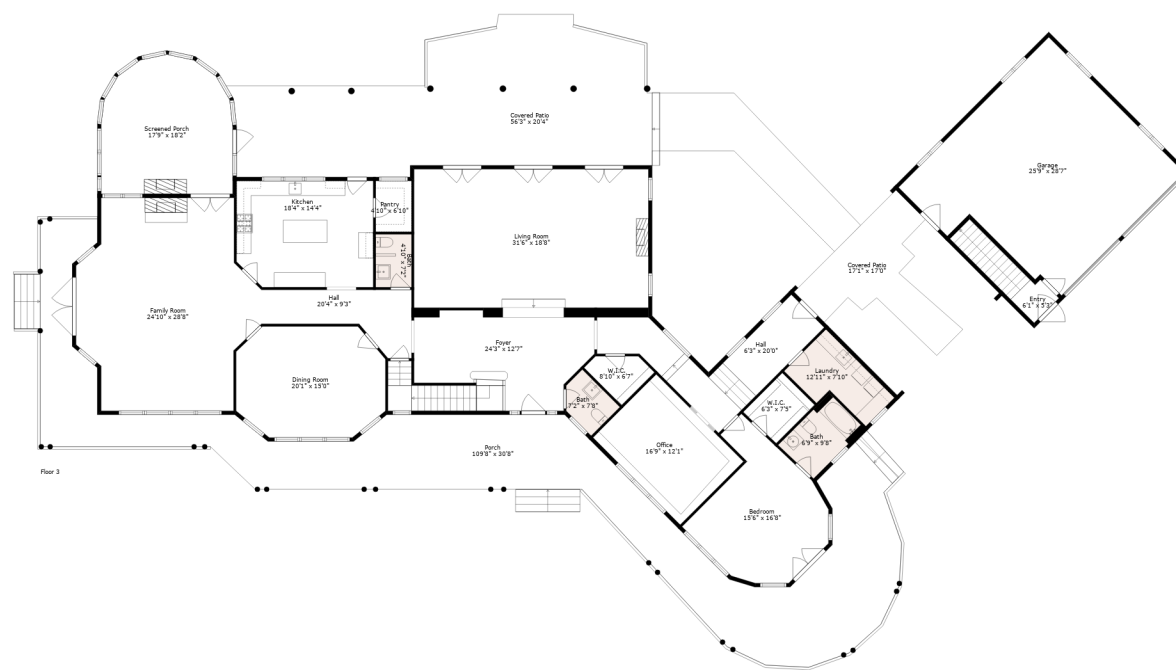 Screened Porch
17'9" x 18'2"
Covered Patio
56'3" x 20'4"
Garage
25'9" x 28'7"
Kitchen
18'4" x 14'4"
Pantry
4'10" x 6'10"
Living Room
31'6" x 18'8"
Bath
4'10" x 7'2"
Covered Patio
17'1" x 17'0"
Hall
20'4" x 9'3"
Entry
6'1" x 5'3"
Family Room
24'10" x 28'8"
Foyer
24'3" x 12'7"
Hall
6'3" x 20'0"
W.I.C.
8'10" x 6'7"
Laundry
12'11" x 7'10"
Dining Room
20'1" x 15'0"
Bath
7'2" x 7'8"
W.I.C.
6'3" x 7'5"
Office
16'9" x 12'1"
Bath
6'9" x 9'8"
Porch
109'8" x 30'8"
Floor 3
Bedroom
15'6" x 16'8"